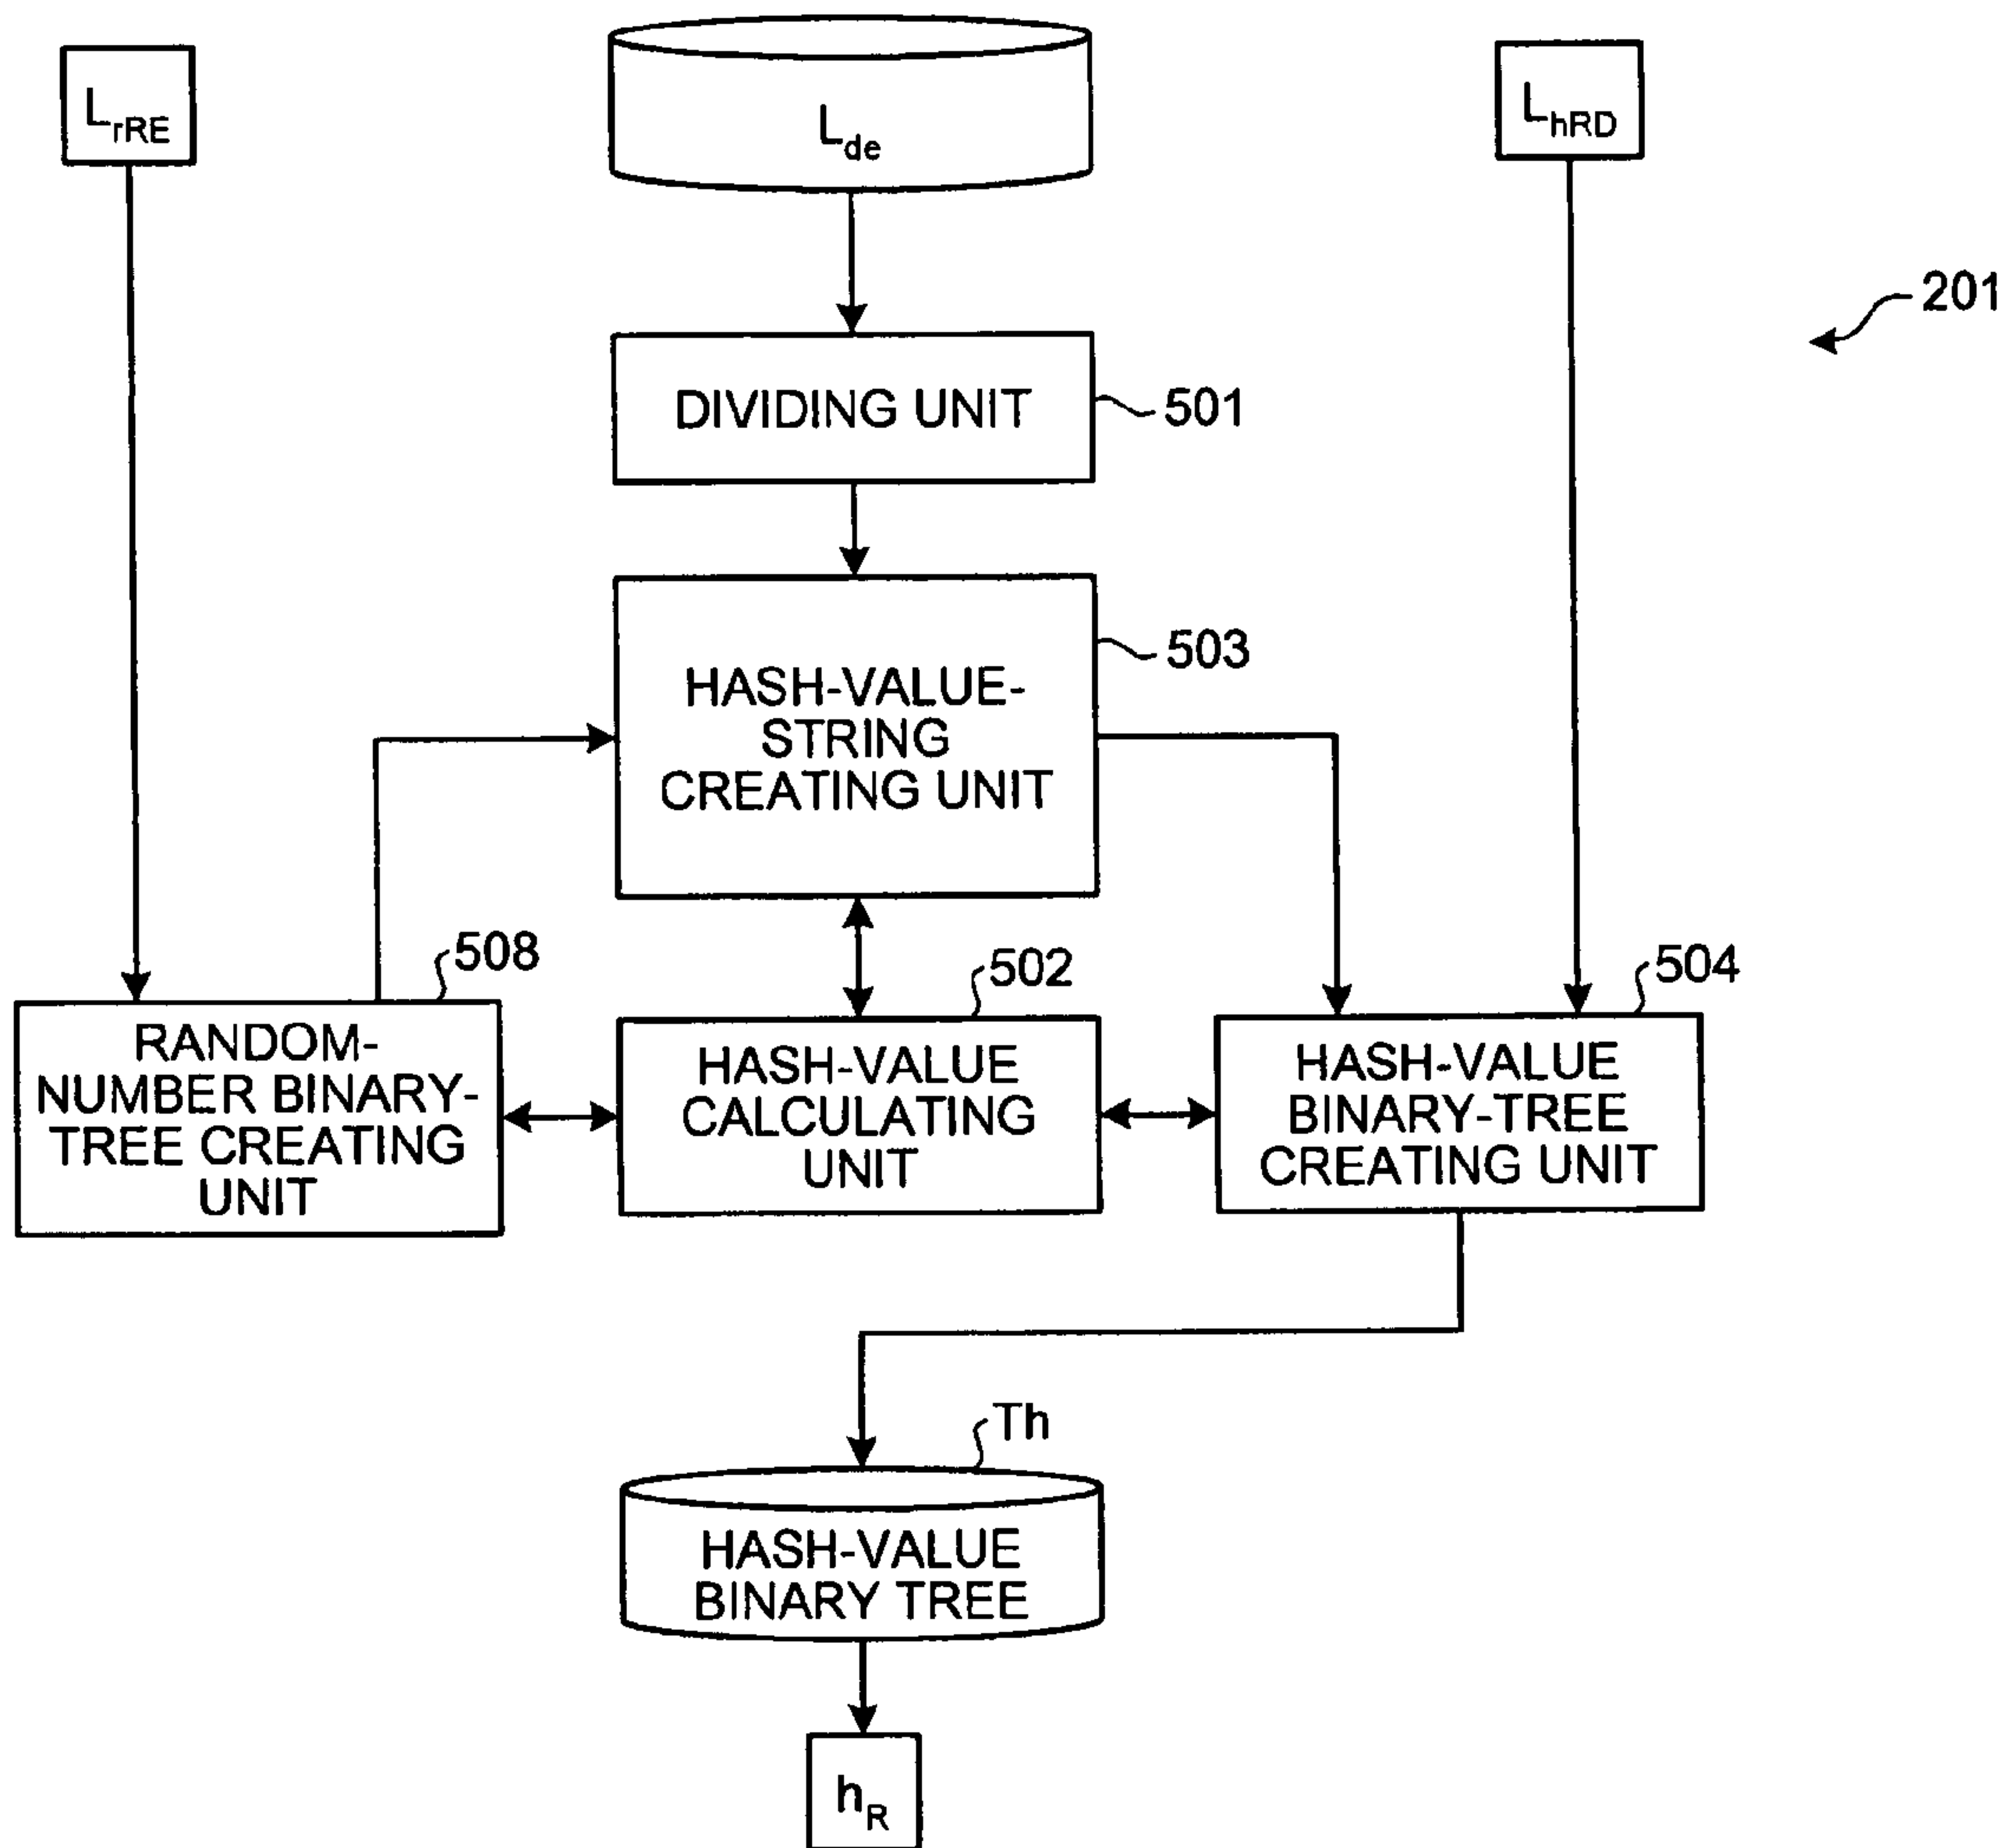 LrRE
Lde
LhRD
201
DIVIDING UNIT
501
503
HASH-VALUE-
STRING
CREATING UNIT
508
502
504
RANDOM-
NUMBER BINARY-
TREE CREATING
UNIT
HASH-VALUE
CALCULATING
UNIT
HASH-VALUE
BINARY-TREE
CREATING UNIT
Th
HASH-VALUE
BINARY TREE
hR